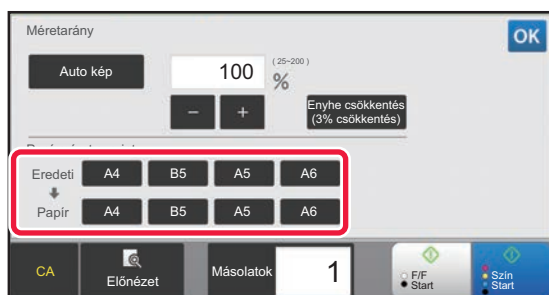 Méretarány
OK
Auto kép
100
(25~200)
%
−
+
Enyhe csökkentés
(3% csökkentés)
Eredeti
A4
B5
A5
A6
Papír
A4
B5
A5
A6
CA
Előnézet
Másolatok
1
F/F
Start
Szín
Start